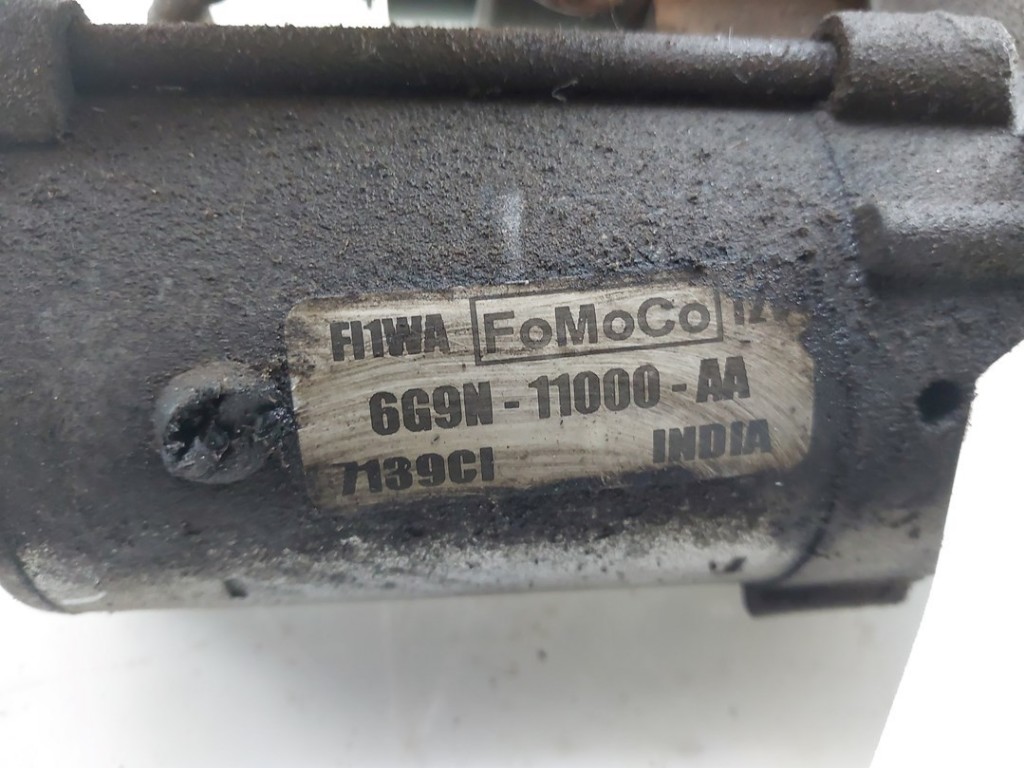 FI1WA FoMoCo
6G9N-11000-AA
7139CI INDIA